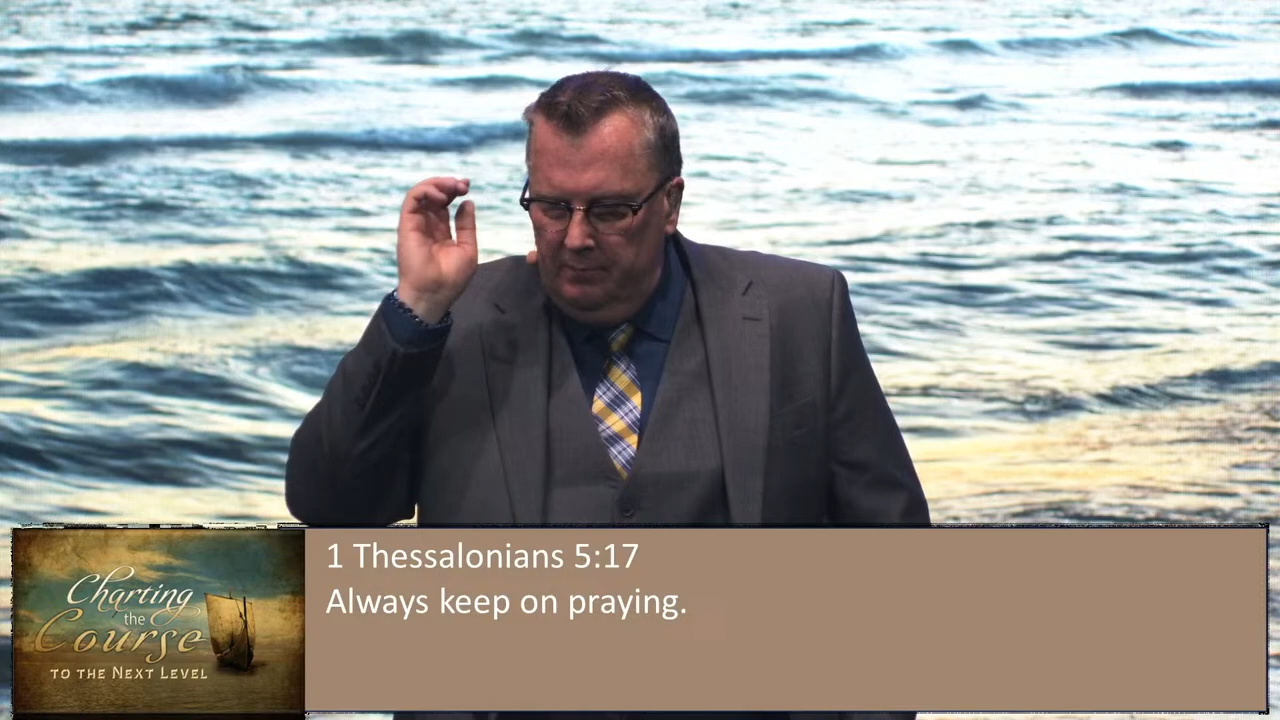 1 Thessalonians 5:17
Always keep on praying.
Charting
the
Course
TO THE NEXT LEVEL